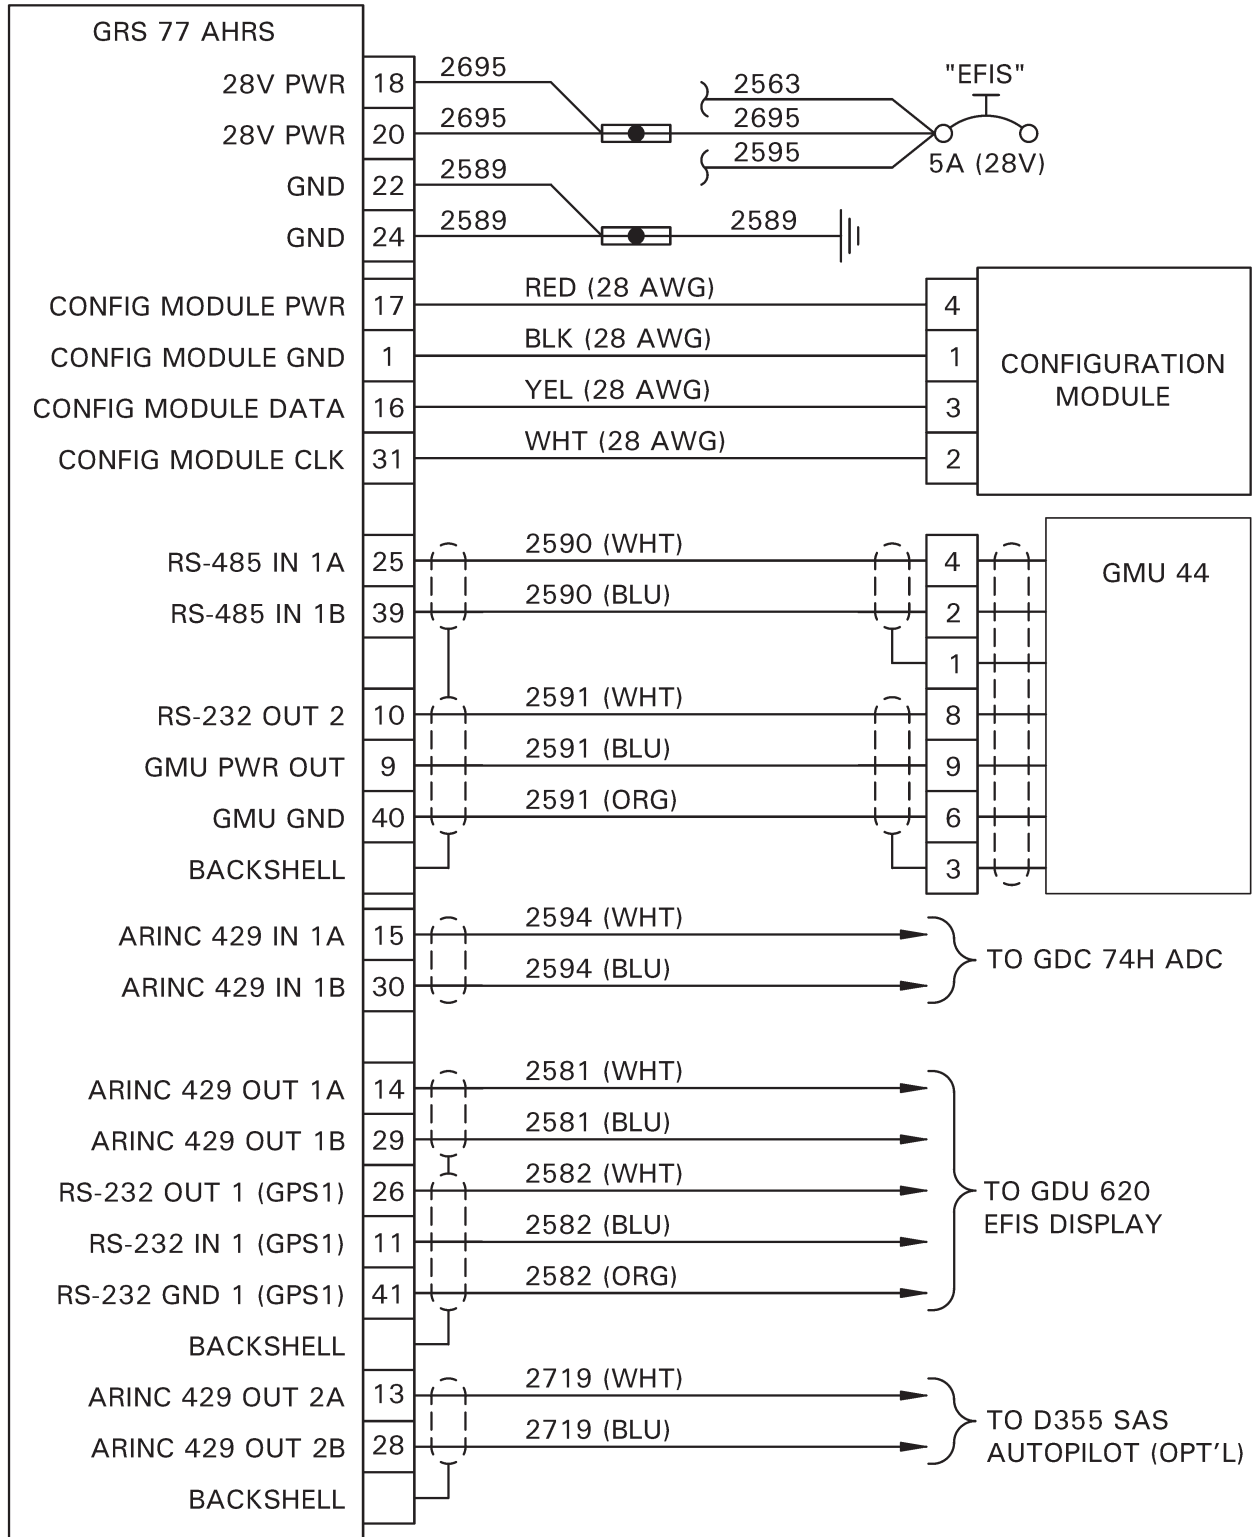 GRS 77 AHRS
28V PWR 18 2695
2563
"EFIS"
28V PWR 20 2695 2695
2595
5A (28V)
GND 22 2589
GND 24 2589 2589
CONFIG MODULE PWR 17 RED (28 AWG) 4
CONFIG MODULE GND 1 BLK (28 AWG) 1
CONFIG MODULE DATA 16 YEL (28 AWG) 3
CONFIG MODULE CLK 31 WHT (28 AWG) 2
CONFIGURATION
MODULE
RS-485 IN 1A 25 2590 (WHT) 4
RS-485 IN 1B 39 2590 (BLU) 2
1
GMU 44
RS-232 OUT 2 10 2591 (WHT) 8
GMU PWR OUT 9 2591 (BLU) 9
GMU GND 40 2591 (ORG) 6
BACKSHELL 3
ARINC 429 IN 1A 15 2594 (WHT)
ARINC 429 IN 1B 30 2594 (BLU)
TO GDC 74H ADC
ARINC 429 OUT 1A 14 2581 (WHT)
ARINC 429 OUT 1B 29 2581 (BLU)
RS-232 OUT 1 (GPS1) 26 2582 (WHT)
RS-232 IN 1 (GPS1) 11 2582 (BLU)
RS-232 GND 1 (GPS1) 41 2582 (ORG)
TO GDU 620
EFIS DISPLAY
BACKSHELL
ARINC 429 OUT 2A 13 2719 (WHT)
ARINC 429 OUT 2B 28 2719 (BLU)
TO D355 SAS
AUTOPILOT (OPT'L)
BACKSHELL